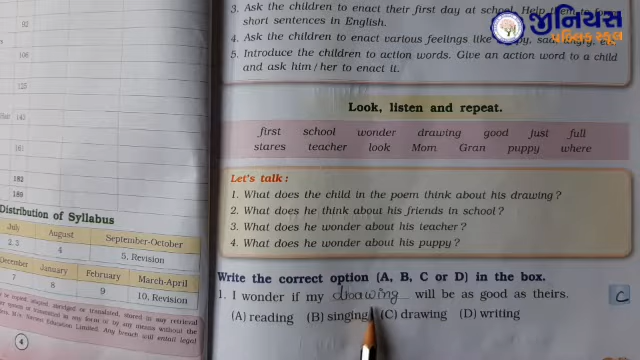 3. Ask the children to enact their first day at school. Help them to
short sentences in English.
જીનિયસ
પબ્લિક સ્કૂલ
4. Ask the children to enact various feelings like
5. Introduce the children to action words. Give an action word to a child
and ask him/her to enact it.
Look, listen and repeat.
first school wonder drawing good just full
stares teacher look Mom Gran puppy where
Let's talk :
1. What does the child in the poem think about his drawing ?
2. What does he think about his friends in school ?
3. What does he wonder about his teacher ?
4. What does he wonder about his puppy ?
Write the correct option (A, B, C or D) in the box.
1. I wonder if my drawing will be as good as theirs. C
(A) reading (B) singing (C) drawing (D) writing
92
108
125
142
161
182
189
Distribution of Syllabus
July August September-October
2, 3 4 5, Revision
December January February March-April
7 8 9 10, Revision
4